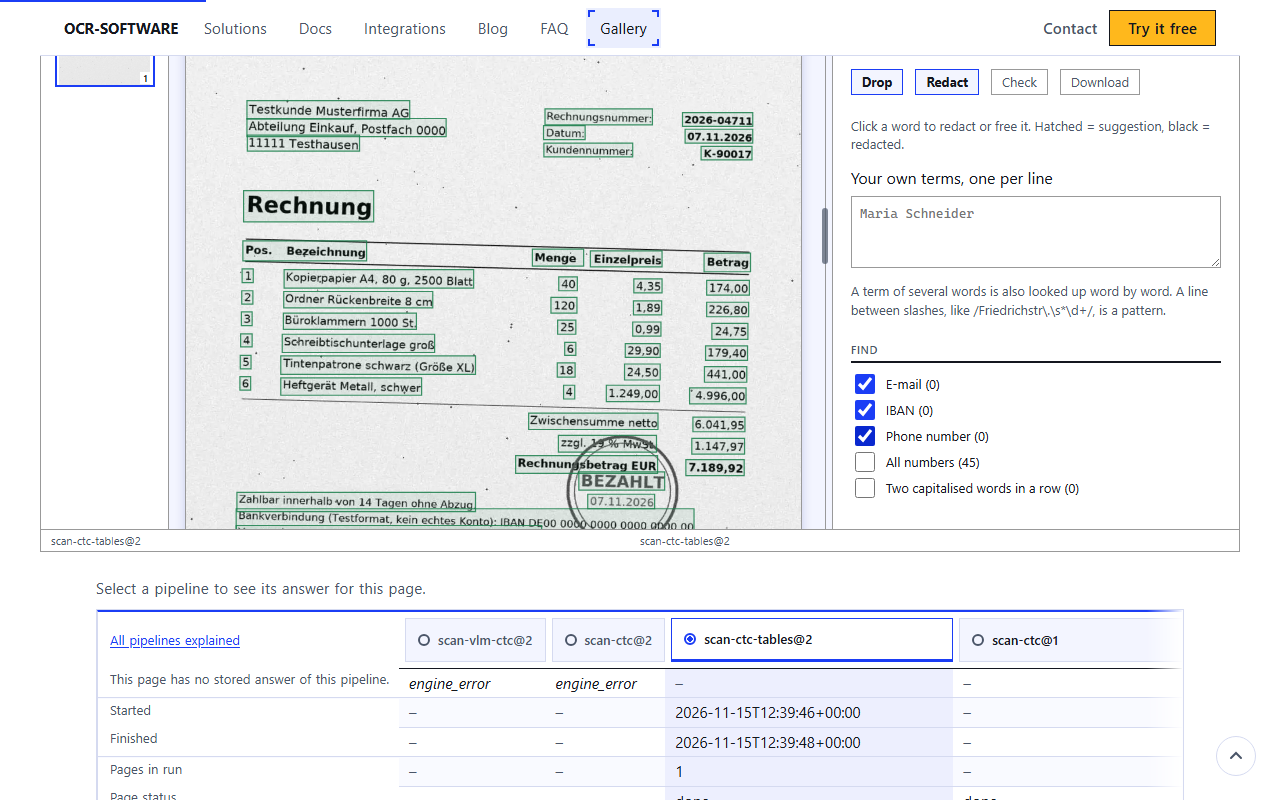 OCR-SOFTWARE Solutions Docs Integrations Blog FAQ Gallery Contact Try it free
1
Testkunde Musterfirma AG
Abteilung Einkauf, Postfach 0000
11111 Testhausen
Rechnungsnummer: 2026-04711
Datum: 07.11.2026
Kundennummer: K-90017
Rechnung
Pos. Bezeichnung Menge Einzelpreis Betrag
1 Kopierpapier A4, 80 g, 2500 Blatt 40 4,35 174,00
2 Ordner Rückenbreite 8 cm 120 1,89 226,80
3 Büroklammern 1000 St. 25 0,99 24,75
4 Schreibtischunterlage groß 6 29,90 179,40
5 Tintenpatrone schwarz (Größe XL) 18 24,50 441,00
6 Heftgerät Metall, schwer 4 1.249,00 4.996,00
Zwischensumme netto 6.041,95
zzgl. 19 % MwSt. 1.147,97
Rechnungsbetrag EUR 7.189,92
BEZAHLT
07.11.2026
Zahlbar innerhalb von 14 Tagen ohne Abzug
Bankverbindung (Testformat, kein echtes Konto): IBAN DE00 0000 0000 0000 0000 00
Drop Redact Check Download
Click a word to redact or free it. Hatched = suggestion, black =
redacted.
Your own terms, one per line
Maria Schneider
A term of several words is also looked up word by word. A line
between slashes, like /Friedrichstr\.\s*\d+/, is a pattern.
FIND
E-mail (0)
IBAN (0)
Phone number (0)
All numbers (45)
Two capitalised words in a row (0)
scan-ctc-tables@2 scan-ctc-tables@2
Select a pipeline to see its answer for this page.
All pipelines explained scan-vlm-ctc@2 scan-ctc@2 scan-ctc-tables@2 scan-ctc@1
This page has no stored answer of this pipeline. engine_error engine_error – –
Started – – 2026-11-15T12:39:46+00:00 –
Finished – – 2026-11-15T12:39:48+00:00 –
Pages in run – – 1 –
Page status done done